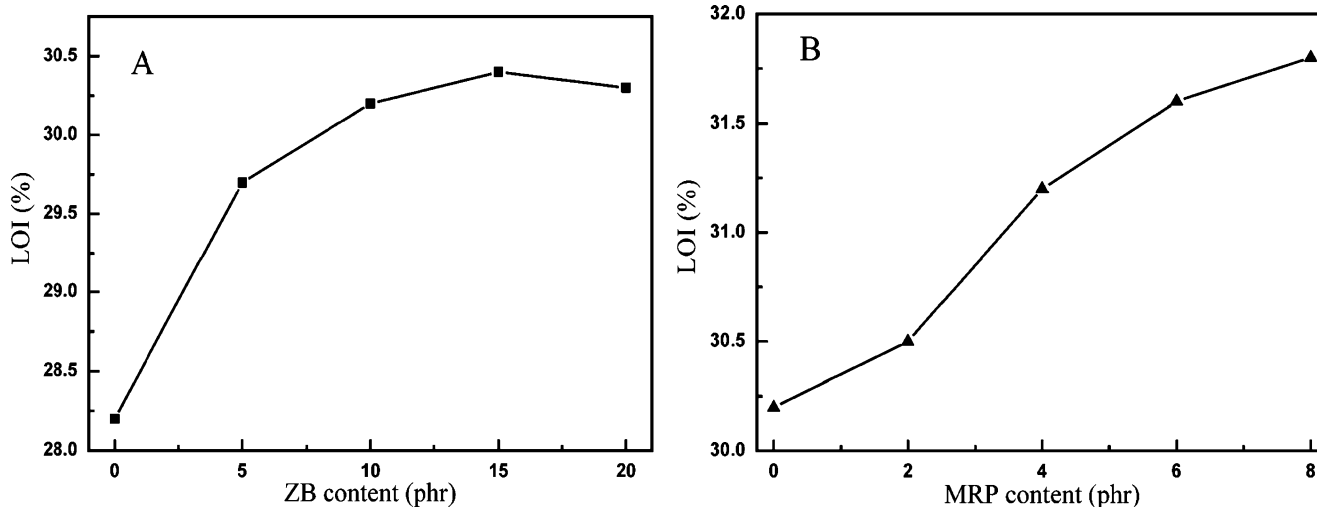 A
LOI (%)
30.5
30.0
29.5
29.0
28.5
28.0
0 5 10 15 20
ZB content (phr)
B
LOI (%)
32.0
31.5
31.0
30.5
30.0
0 2 4 6 8
MRP content (phr)